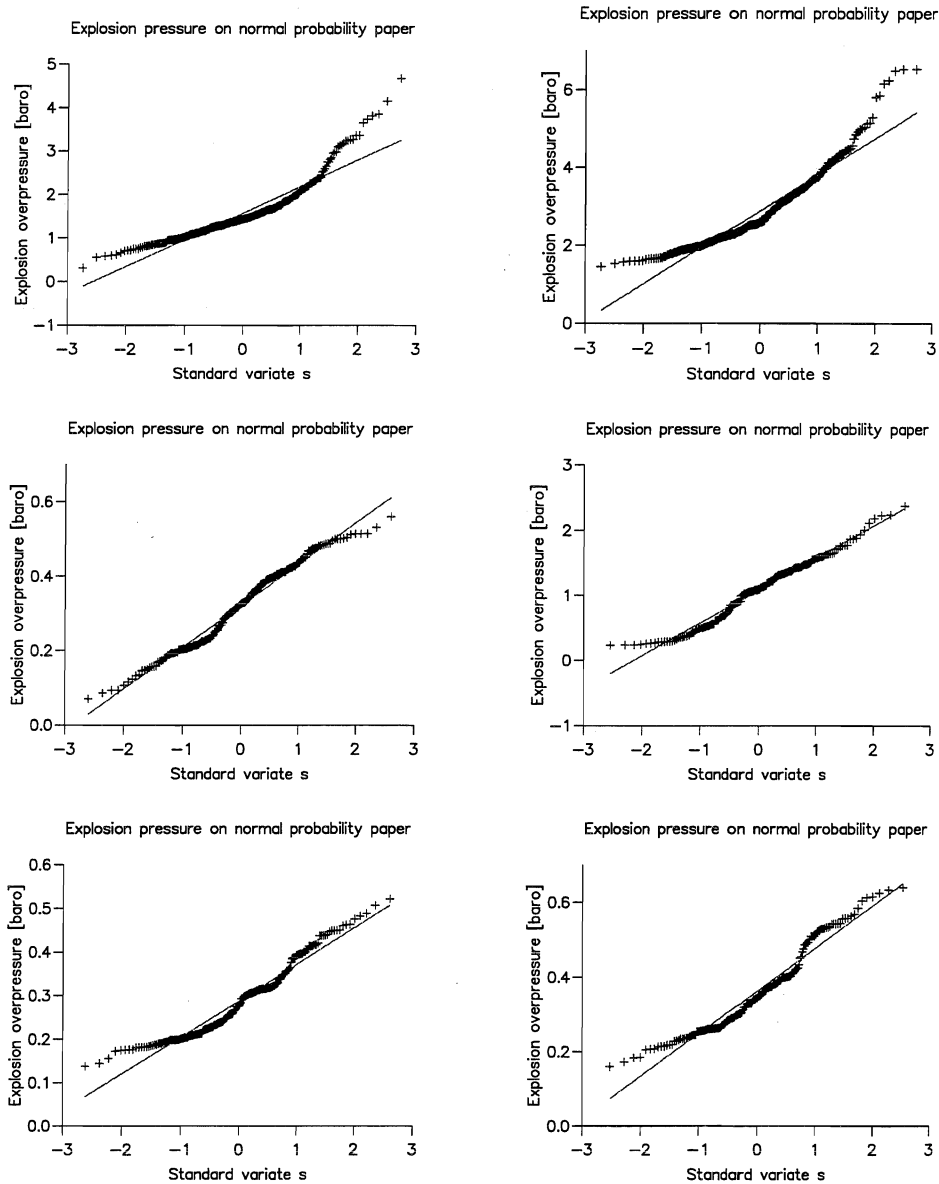 Explosion pressure on normal probability paper
Explosion overpressure [baro]
5
4
3
2
1
0
−1
−3 −2 −1 0 1 2 3
Standard variate s
Explosion pressure on normal probability paper
Explosion overpressure [baro]
6
4
2
0
−3 −2 −1 0 1 2 3
Standard variate s
Explosion pressure on normal probability paper
Explosion overpressure [baro]
0.6
0.4
0.2
0.0
−3 −2 −1 0 1 2 3
Standard variate s
Explosion pressure on normal probability paper
Explosion overpressure [baro]
3
2
1
0
−1
−3 −2 −1 0 1 2 3
Standard variate s
Explosion pressure on normal probability paper
Explosion overpressure [baro]
0.6
0.5
0.4
0.3
0.2
0.1
0.0
−3 −2 −1 0 1 2 3
Standard variate s
Explosion pressure on normal probability paper
Explosion overpressure [baro]
0.6
0.4
0.2
0.0
−3 −2 −1 0 1 2 3
Standard variate s